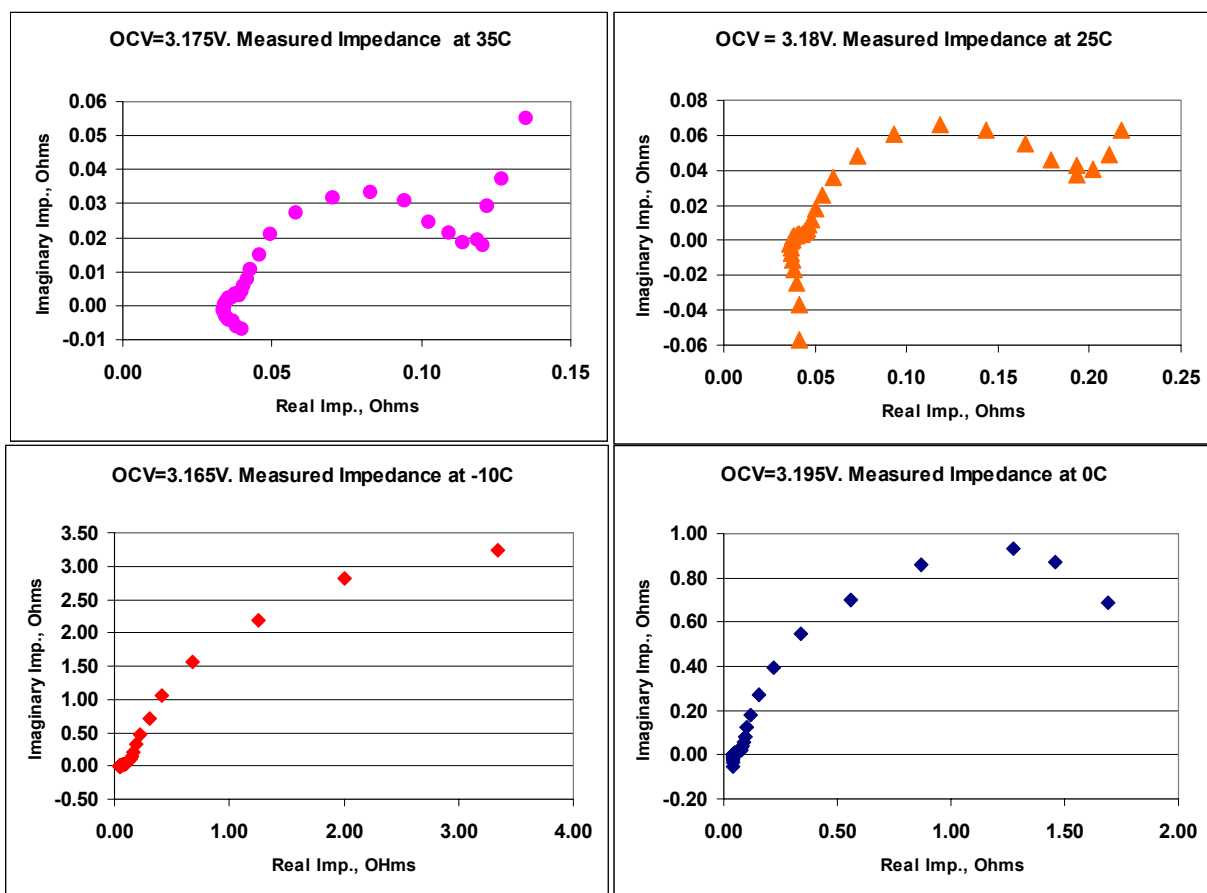 OCV=3.175V. Measured Impedance at 35C
Imaginary Imp., Ohms
0.06
0.05
0.04
0.03
0.02
0.01
0.00
-0.01
0.00 0.05 0.10 0.15
Real Imp., Ohms
OCV = 3.18V. Measured Impedance at 25C
Imaginary Imp., Ohms
0.08
0.06
0.04
0.02
0.00
-0.02
-0.04
-0.06
0.00 0.05 0.10 0.15 0.20 0.25
Real Imp., Ohms
OCV=3.165V. Measured Impedance at -10C
Imaginary Imp., Ohms
3.50
3.00
2.50
2.00
1.50
1.00
0.50
0.00
-0.50
0.00 1.00 2.00 3.00 4.00
Real Imp., OHms
OCV=3.195V. Measured Impedance at 0C
Imaginary Imp., Ohms
1.00
0.80
0.60
0.40
0.20
0.00
-0.20
0.00 0.50 1.00 1.50 2.00
Real Imp., Ohms